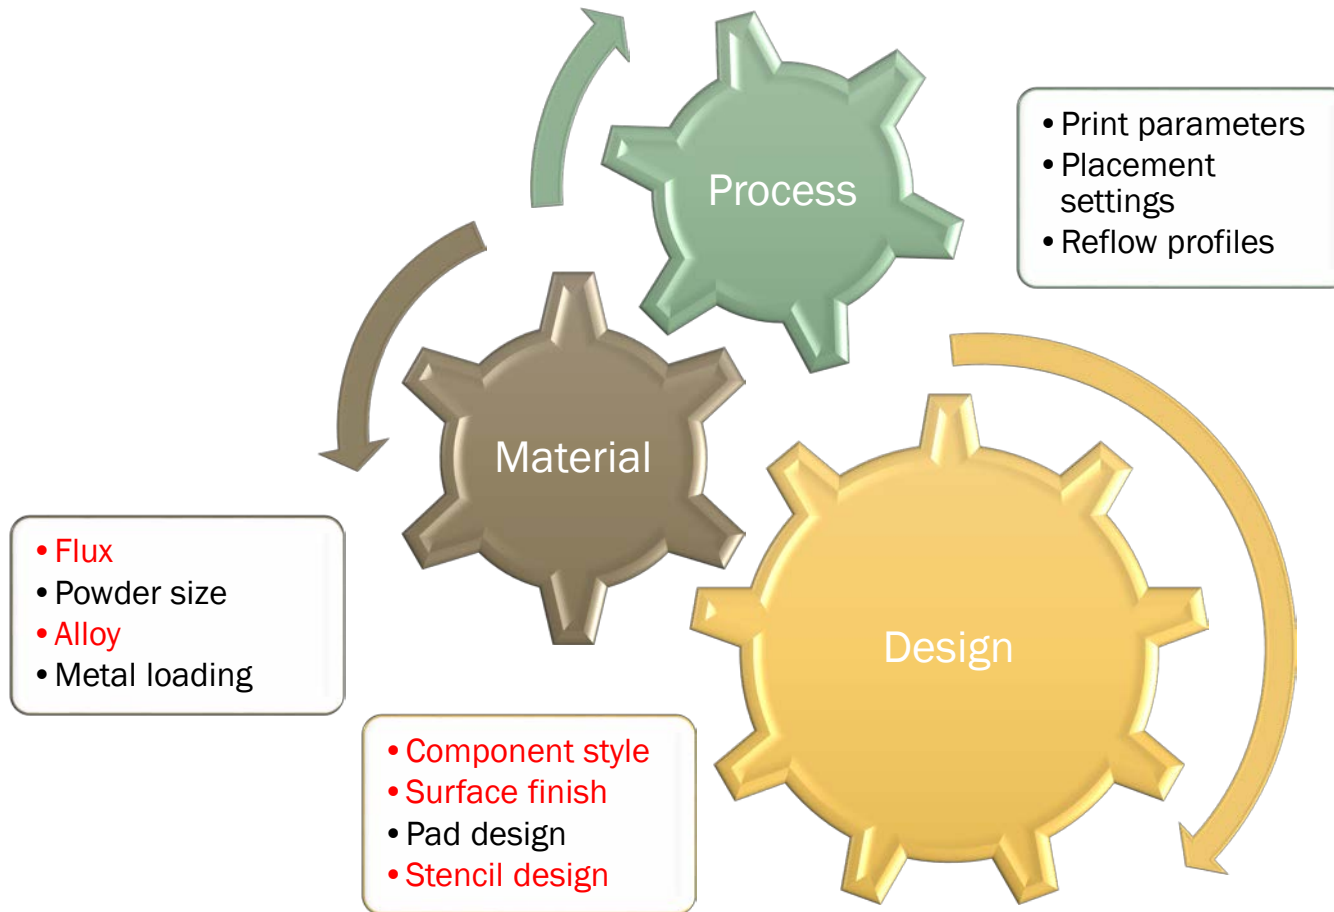 Process
• Print parameters
• Placement
settings
• Reflow profiles
Material
• Flux
• Powder size
• Alloy
• Metal loading
Design
• Component style
• Surface finish
• Pad design
• Stencil design